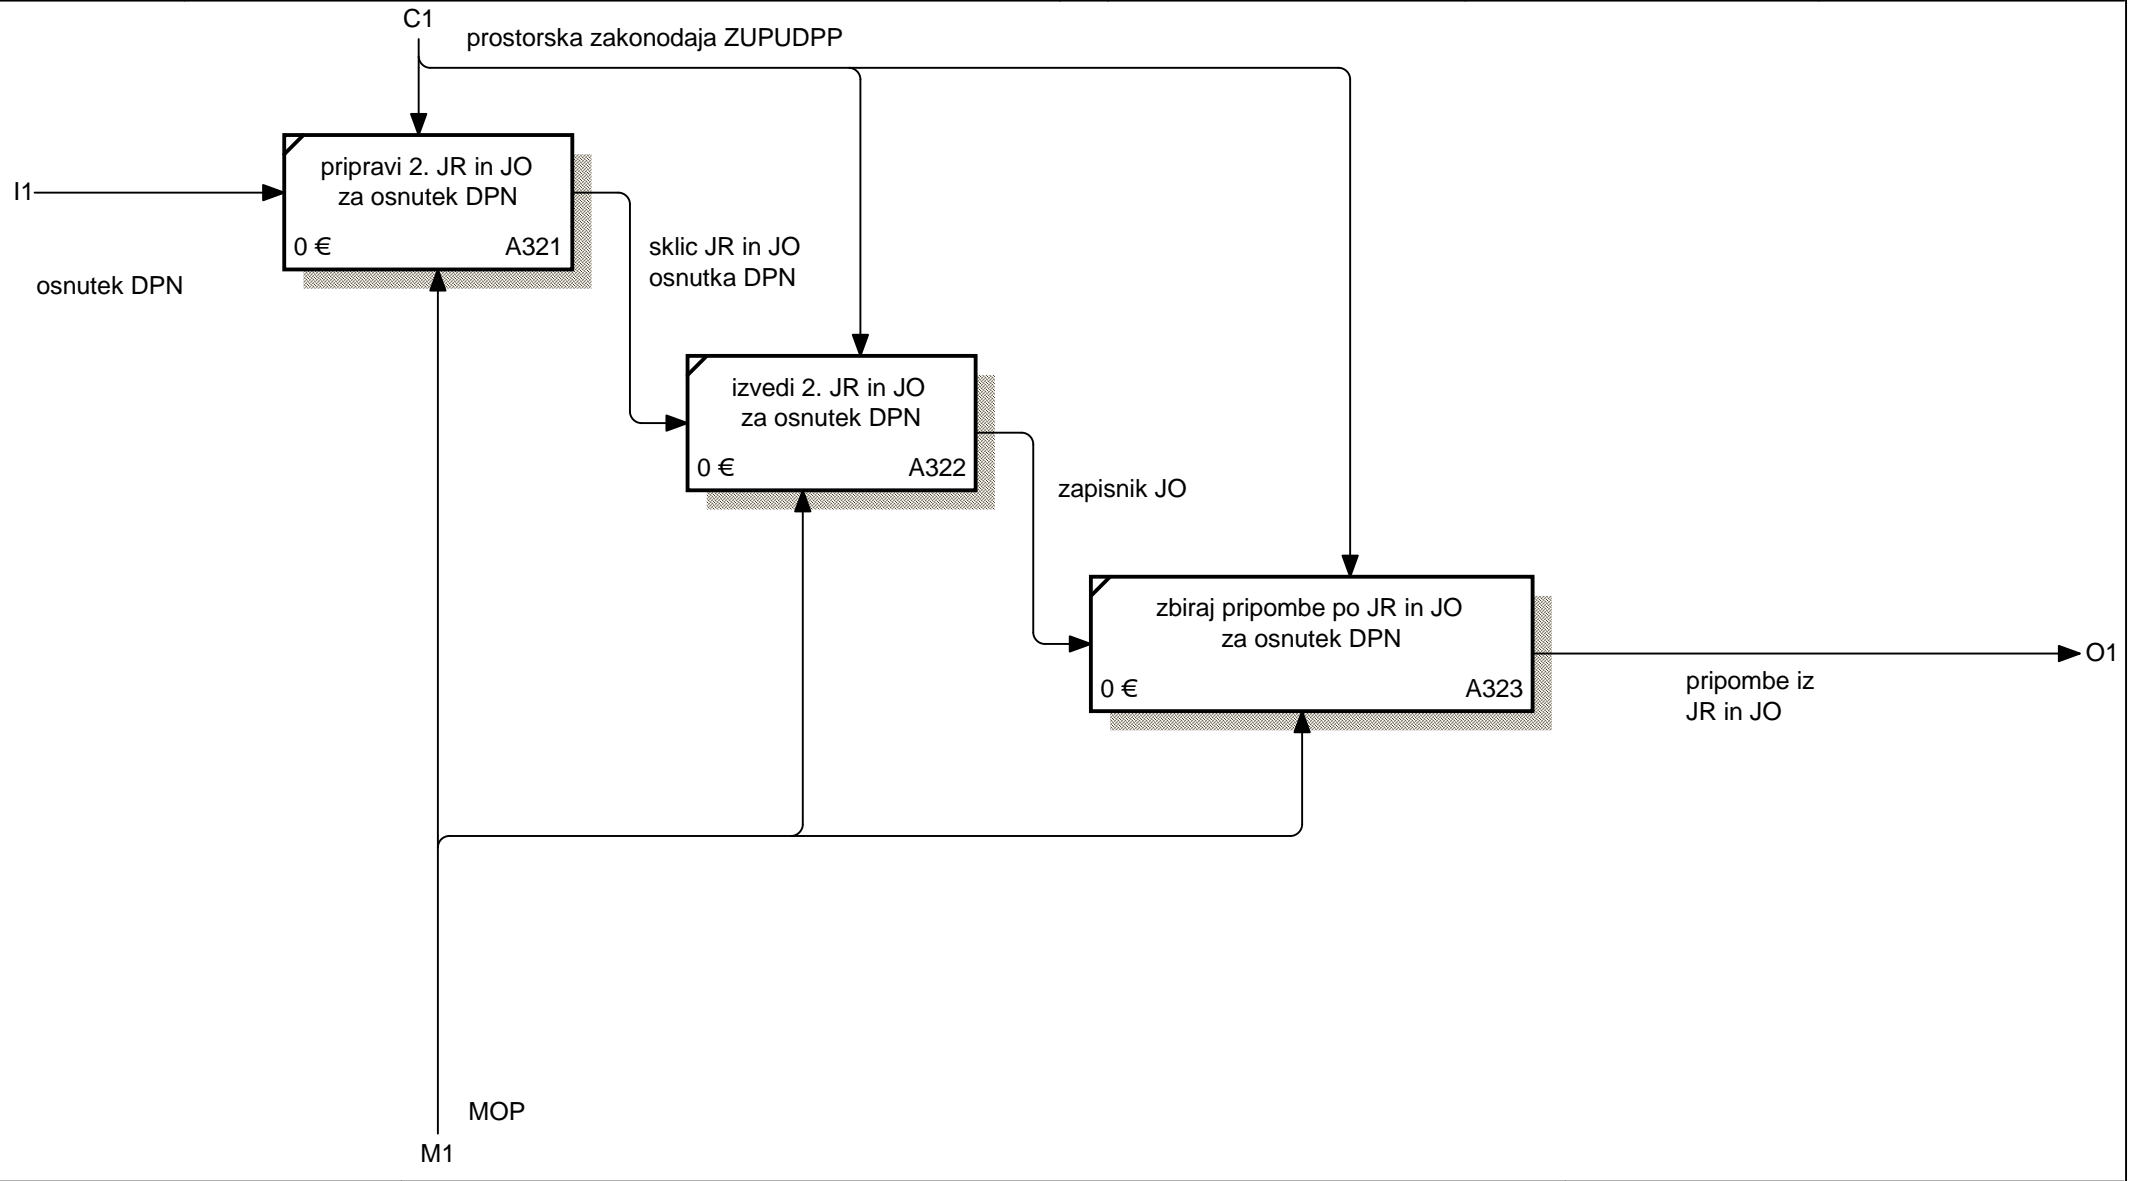 C1
prostorska zakonodaja ZUPUDPP
pripravi 2. JR in JO
za osnutek DPN
0 € A321
I1
osnutek DPN
sklic JR in JO
osnutka DPN
izvedi 2. JR in JO
za osnutek DPN
0 € A322
zapisnik JO
zbiraj pripombe po JR in JO
za osnutek DPN
0 € A323
O1
pripombe iz
JR in JO
MOP
M1